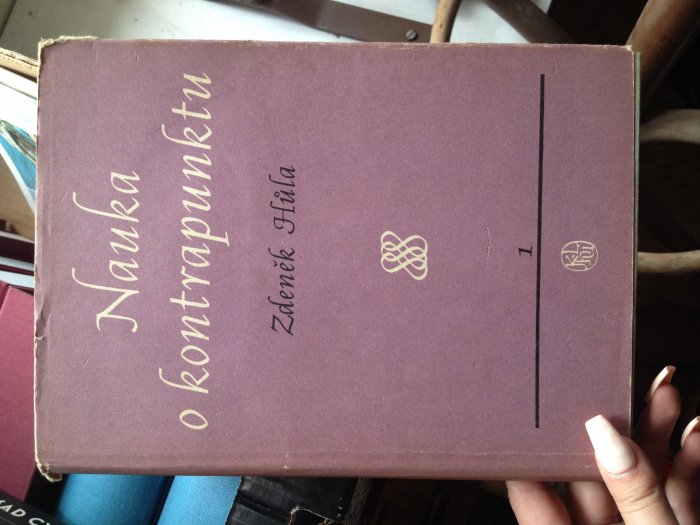 Nauka
o kontrapunktu
Zdeněk Hůla
1